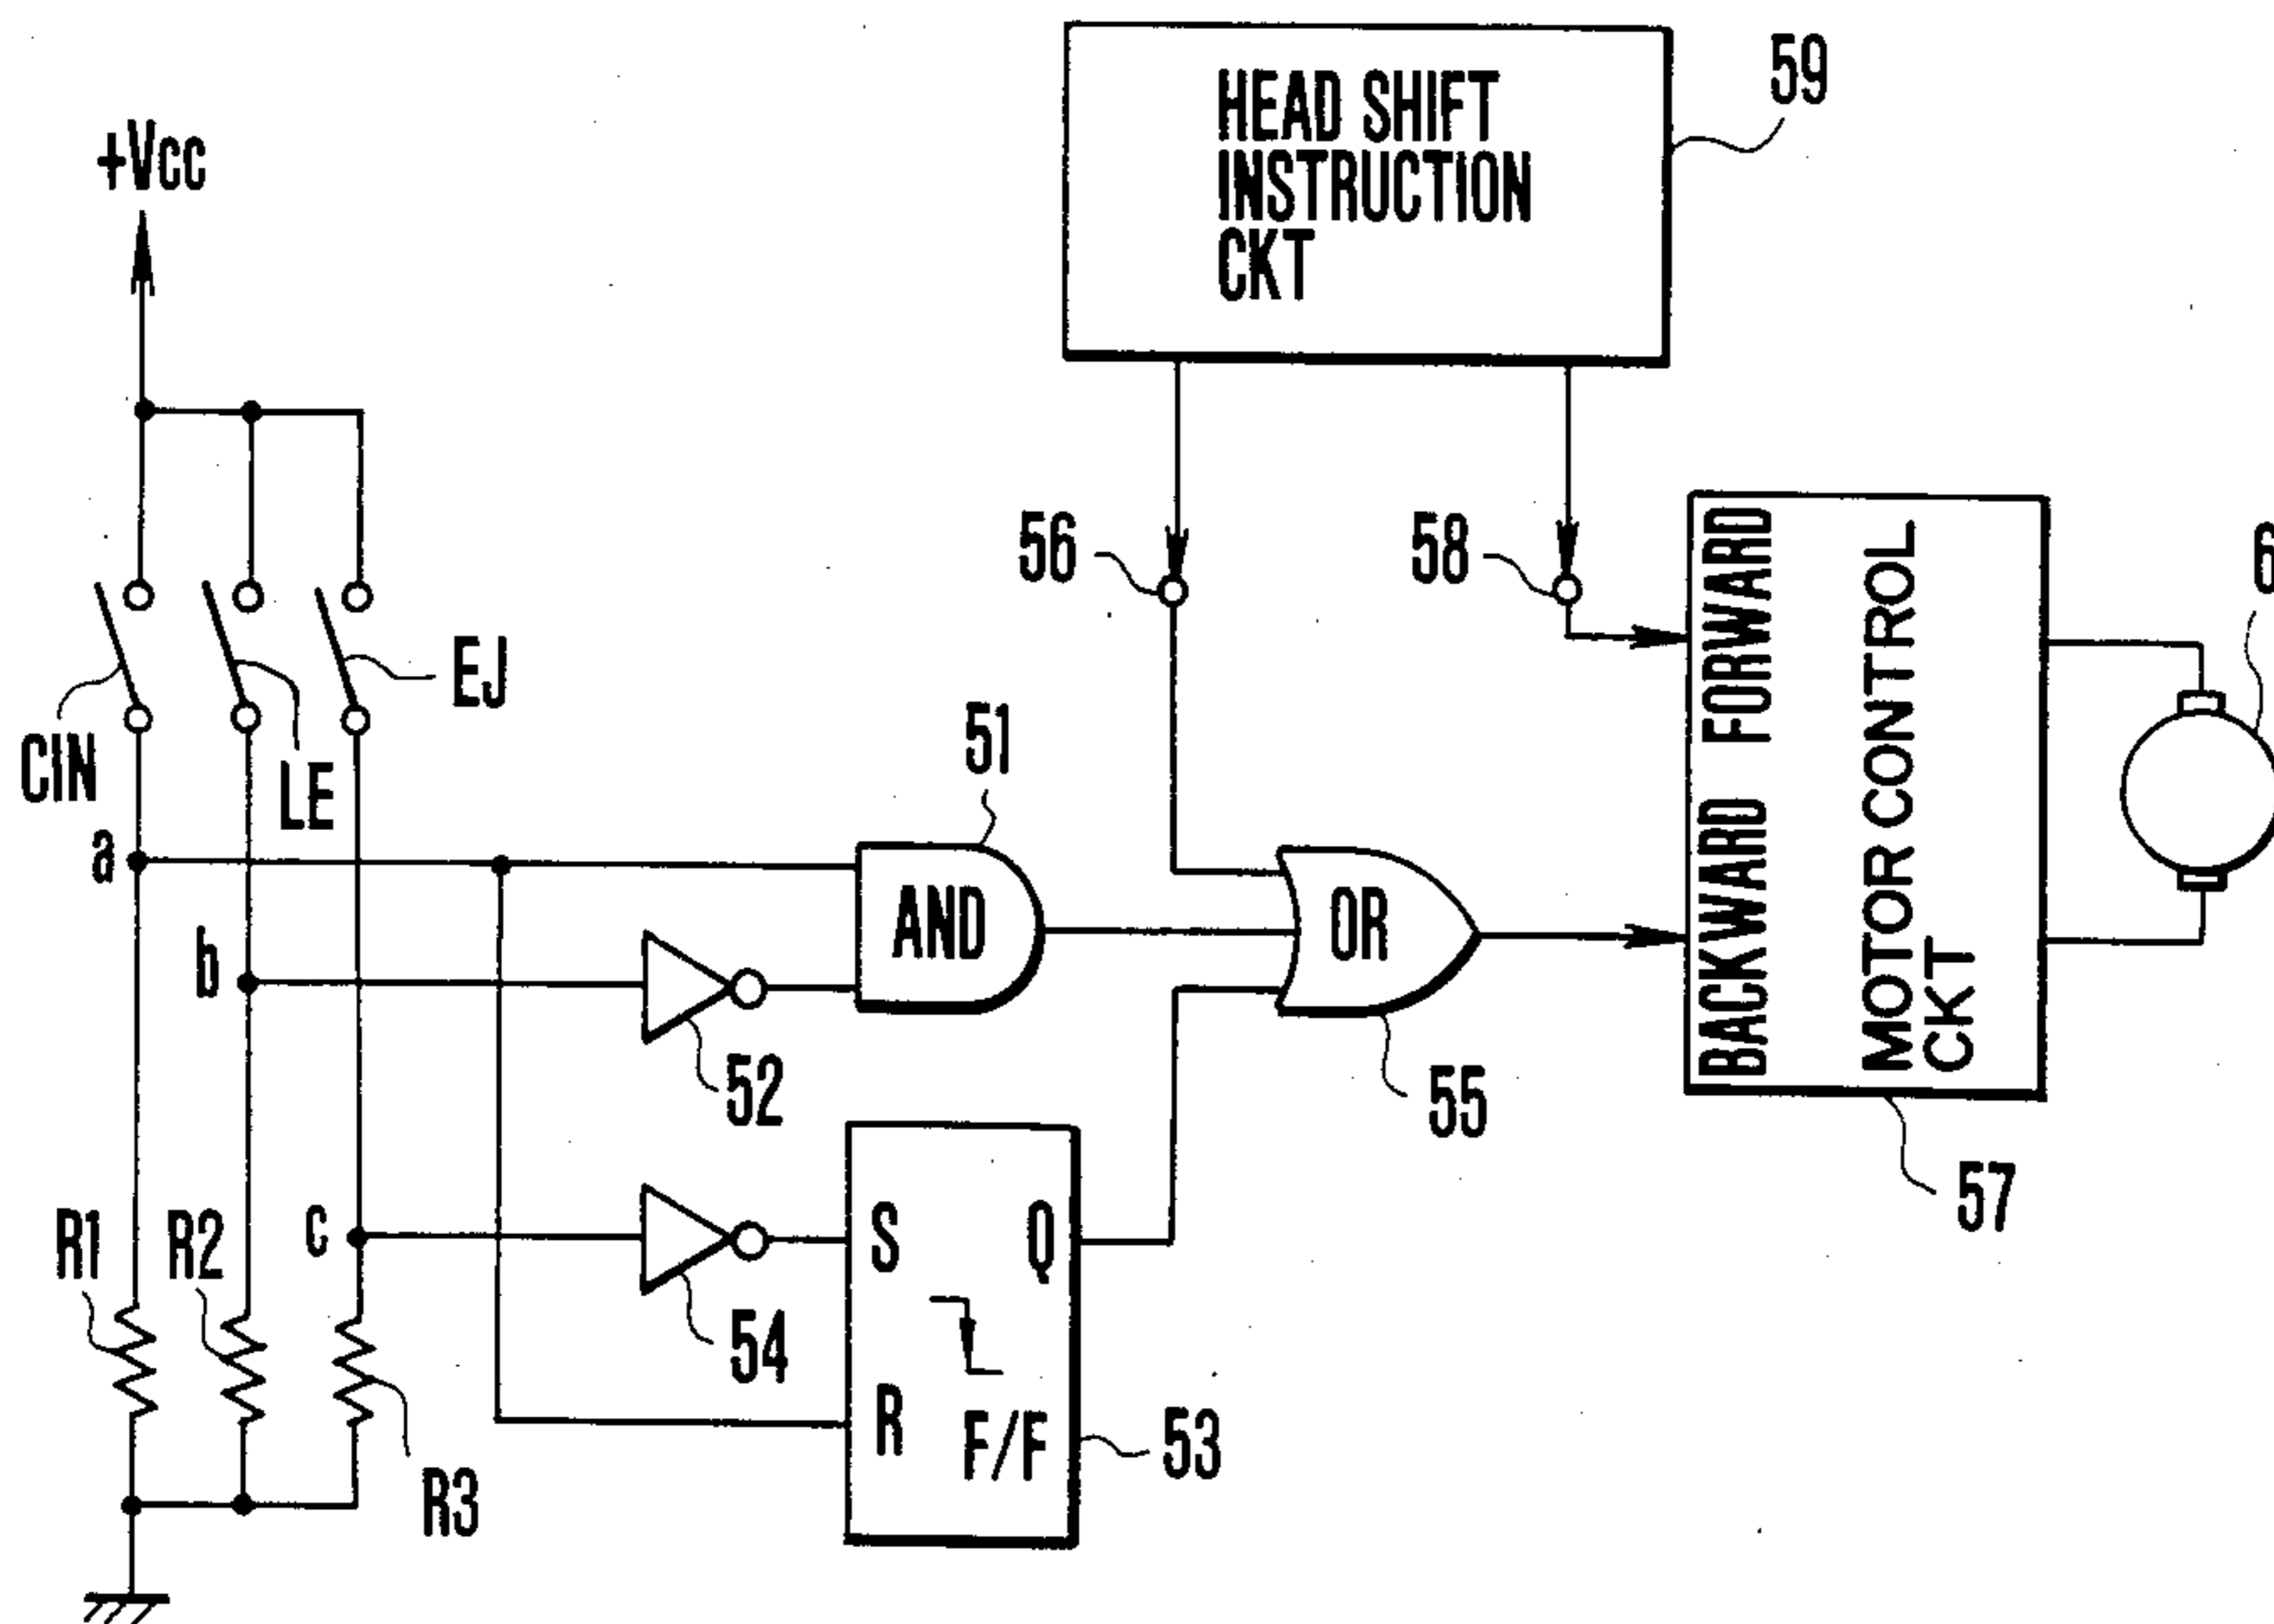 HEAD SHIFT
INSTRUCTION
CKT
59
+Vcc
56
58
FORWARD
BACKWARD
MOTOR CONTROL
CKT
6
EJ
CIN
LE
51
a
AND
OR
b
52
55
57
R1
R2
c
S
Q
54
R
F/F
53
R3